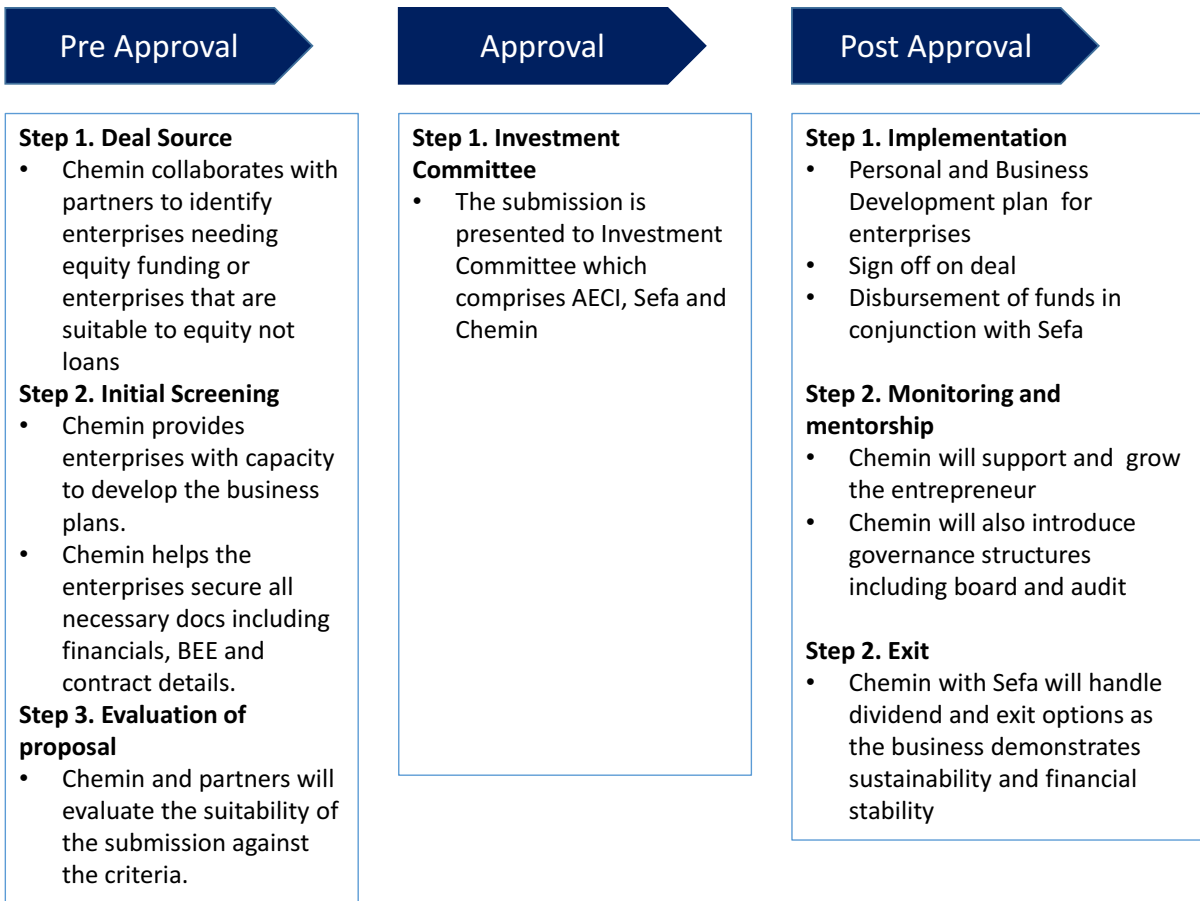 Pre Approval
Step 1. Deal Source
• Chemin collaborates with
partners to identify
enterprises needing
equity funding or
enterprises that are
suitable to equity not
loans
Step 2. Initial Screening
• Chemin provides
enterprises with capacity
to develop the business
plans.
• Chemin helps the
enterprises secure all
necessary docs including
financials, BEE and
contract details.
Step 3. Evaluation of
proposal
• Chemin and partners will
evaluate the suitability of
the submission against
the criteria.
Approval
Step 1. Investment
Committee
• The submission is
presented to Investment
Committee which
comprises AECI, Sefa and
Chemin
Post Approval
Step 1. Implementation
• Personal and Business
Development plan for
enterprises
• Sign off on deal
• Disbursement of funds in
conjunction with Sefa
Step 2. Monitoring and
mentorship
• Chemin will support and grow
the entrepreneur
• Chemin will also introduce
governance structures
including board and audit
Step 2. Exit
• Chemin with Sefa will handle
dividend and exit options as
the business demonstrates
sustainability and financial
stability